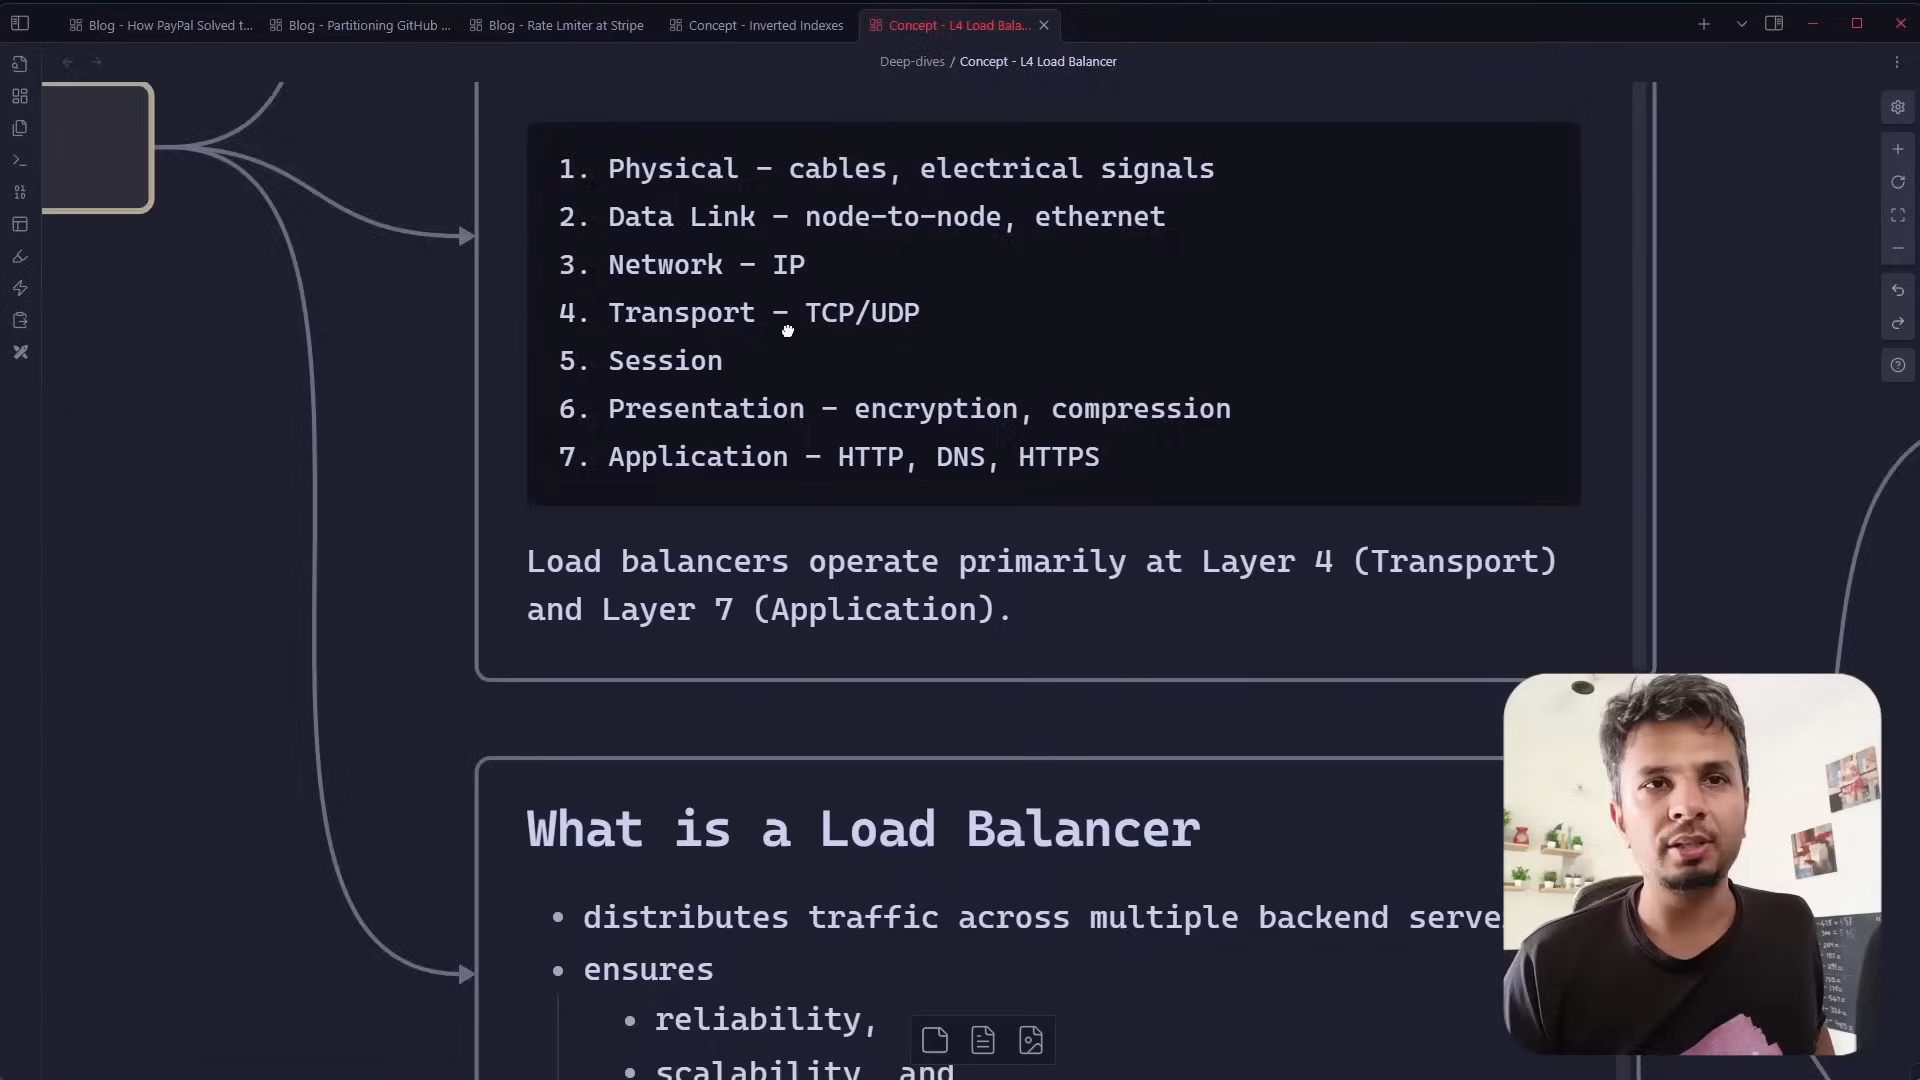 Blog - How PayPal Solved t...
Blog - Partitioning GitHub ...
Blog - Rate Lmiter at Stripe
Concept - Inverted Indexes
Concept - L4 Load Bala...
Deep-dives / Concept - L4 Load Balancer
1. Physical - cables, electrical signals
2. Data Link - node-to-node, ethernet
3. Network - IP
4. Transport - TCP/UDP
5. Session
6. Presentation - encryption, compression
7. Application - HTTP, DNS, HTTPS
Load balancers operate primarily at Layer 4 (Transport)
and Layer 7 (Application).
What is a Load Balancer
• distributes traffic across multiple backend serve
• ensures
• reliability,
• scalability, and